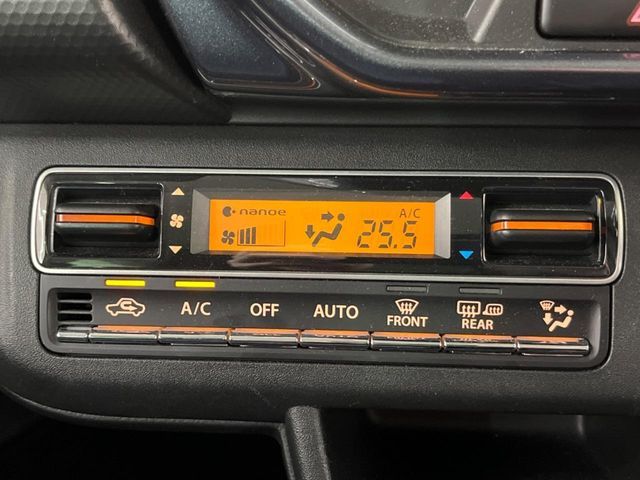 nanoe
A/C
25.5
A/C OFF AUTO FRONT REAR